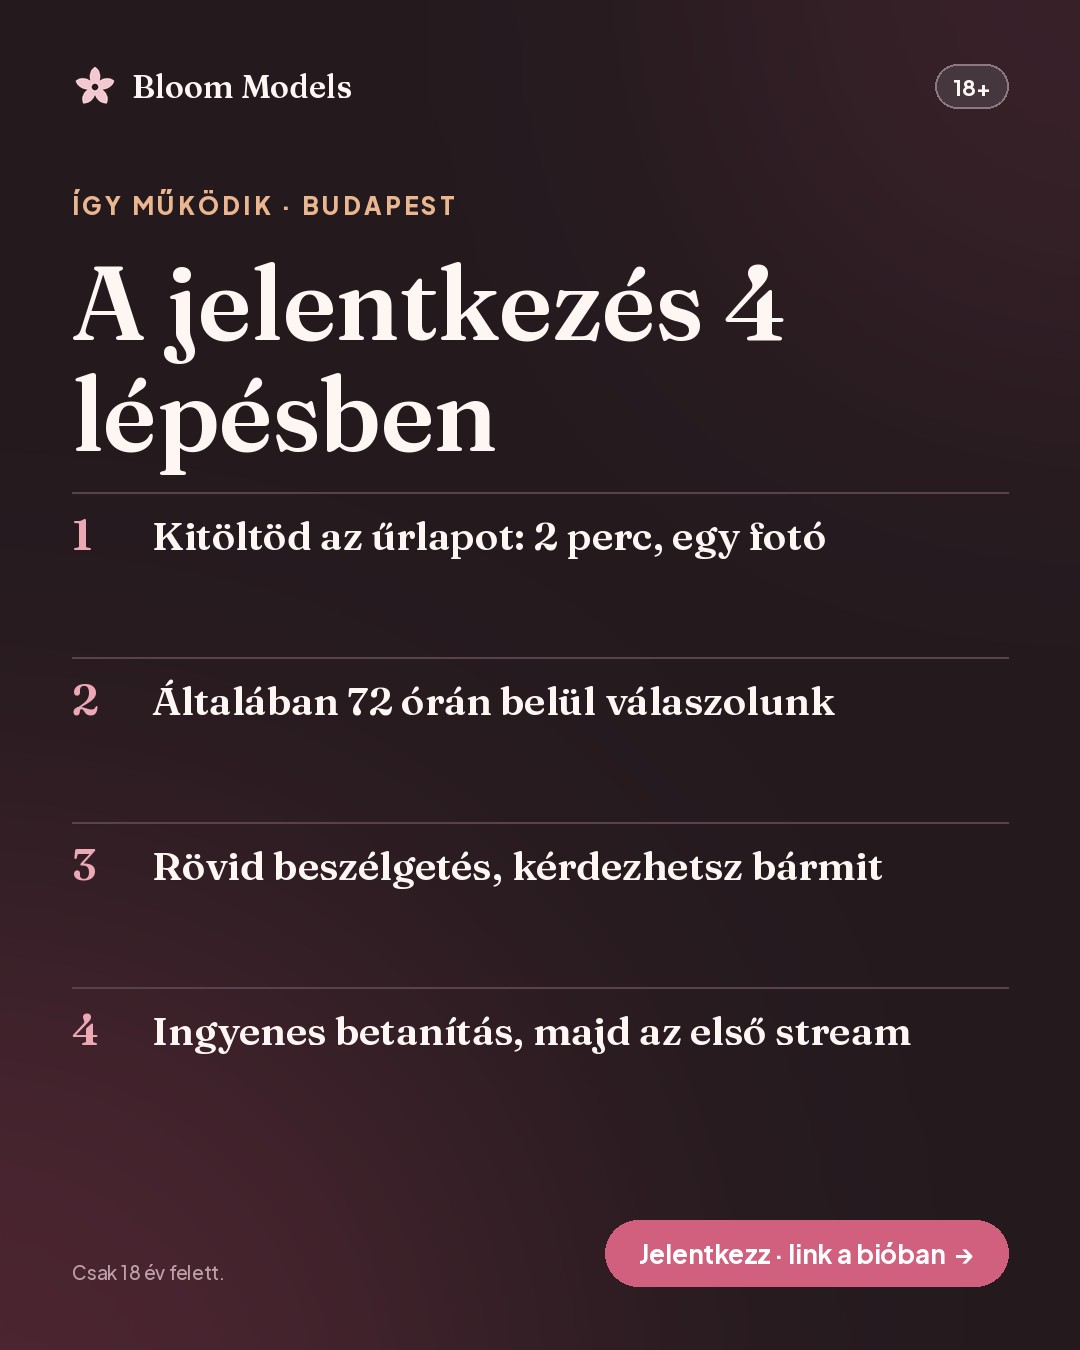 Bloom Models
18+
ÍGY MŰKÖDIK · BUDAPEST
A jelentkezés 4
lépésben
1 Kitöltöd az űrlapot: 2 perc, egy fotó
2 Általában 72 órán belül válaszolunk
3 Rövid beszélgetés, kérdezhetsz bármit
4 Ingyenes betanítás, majd az első stream
Csak 18 év felett.
Jelentkezz · link a bióban →